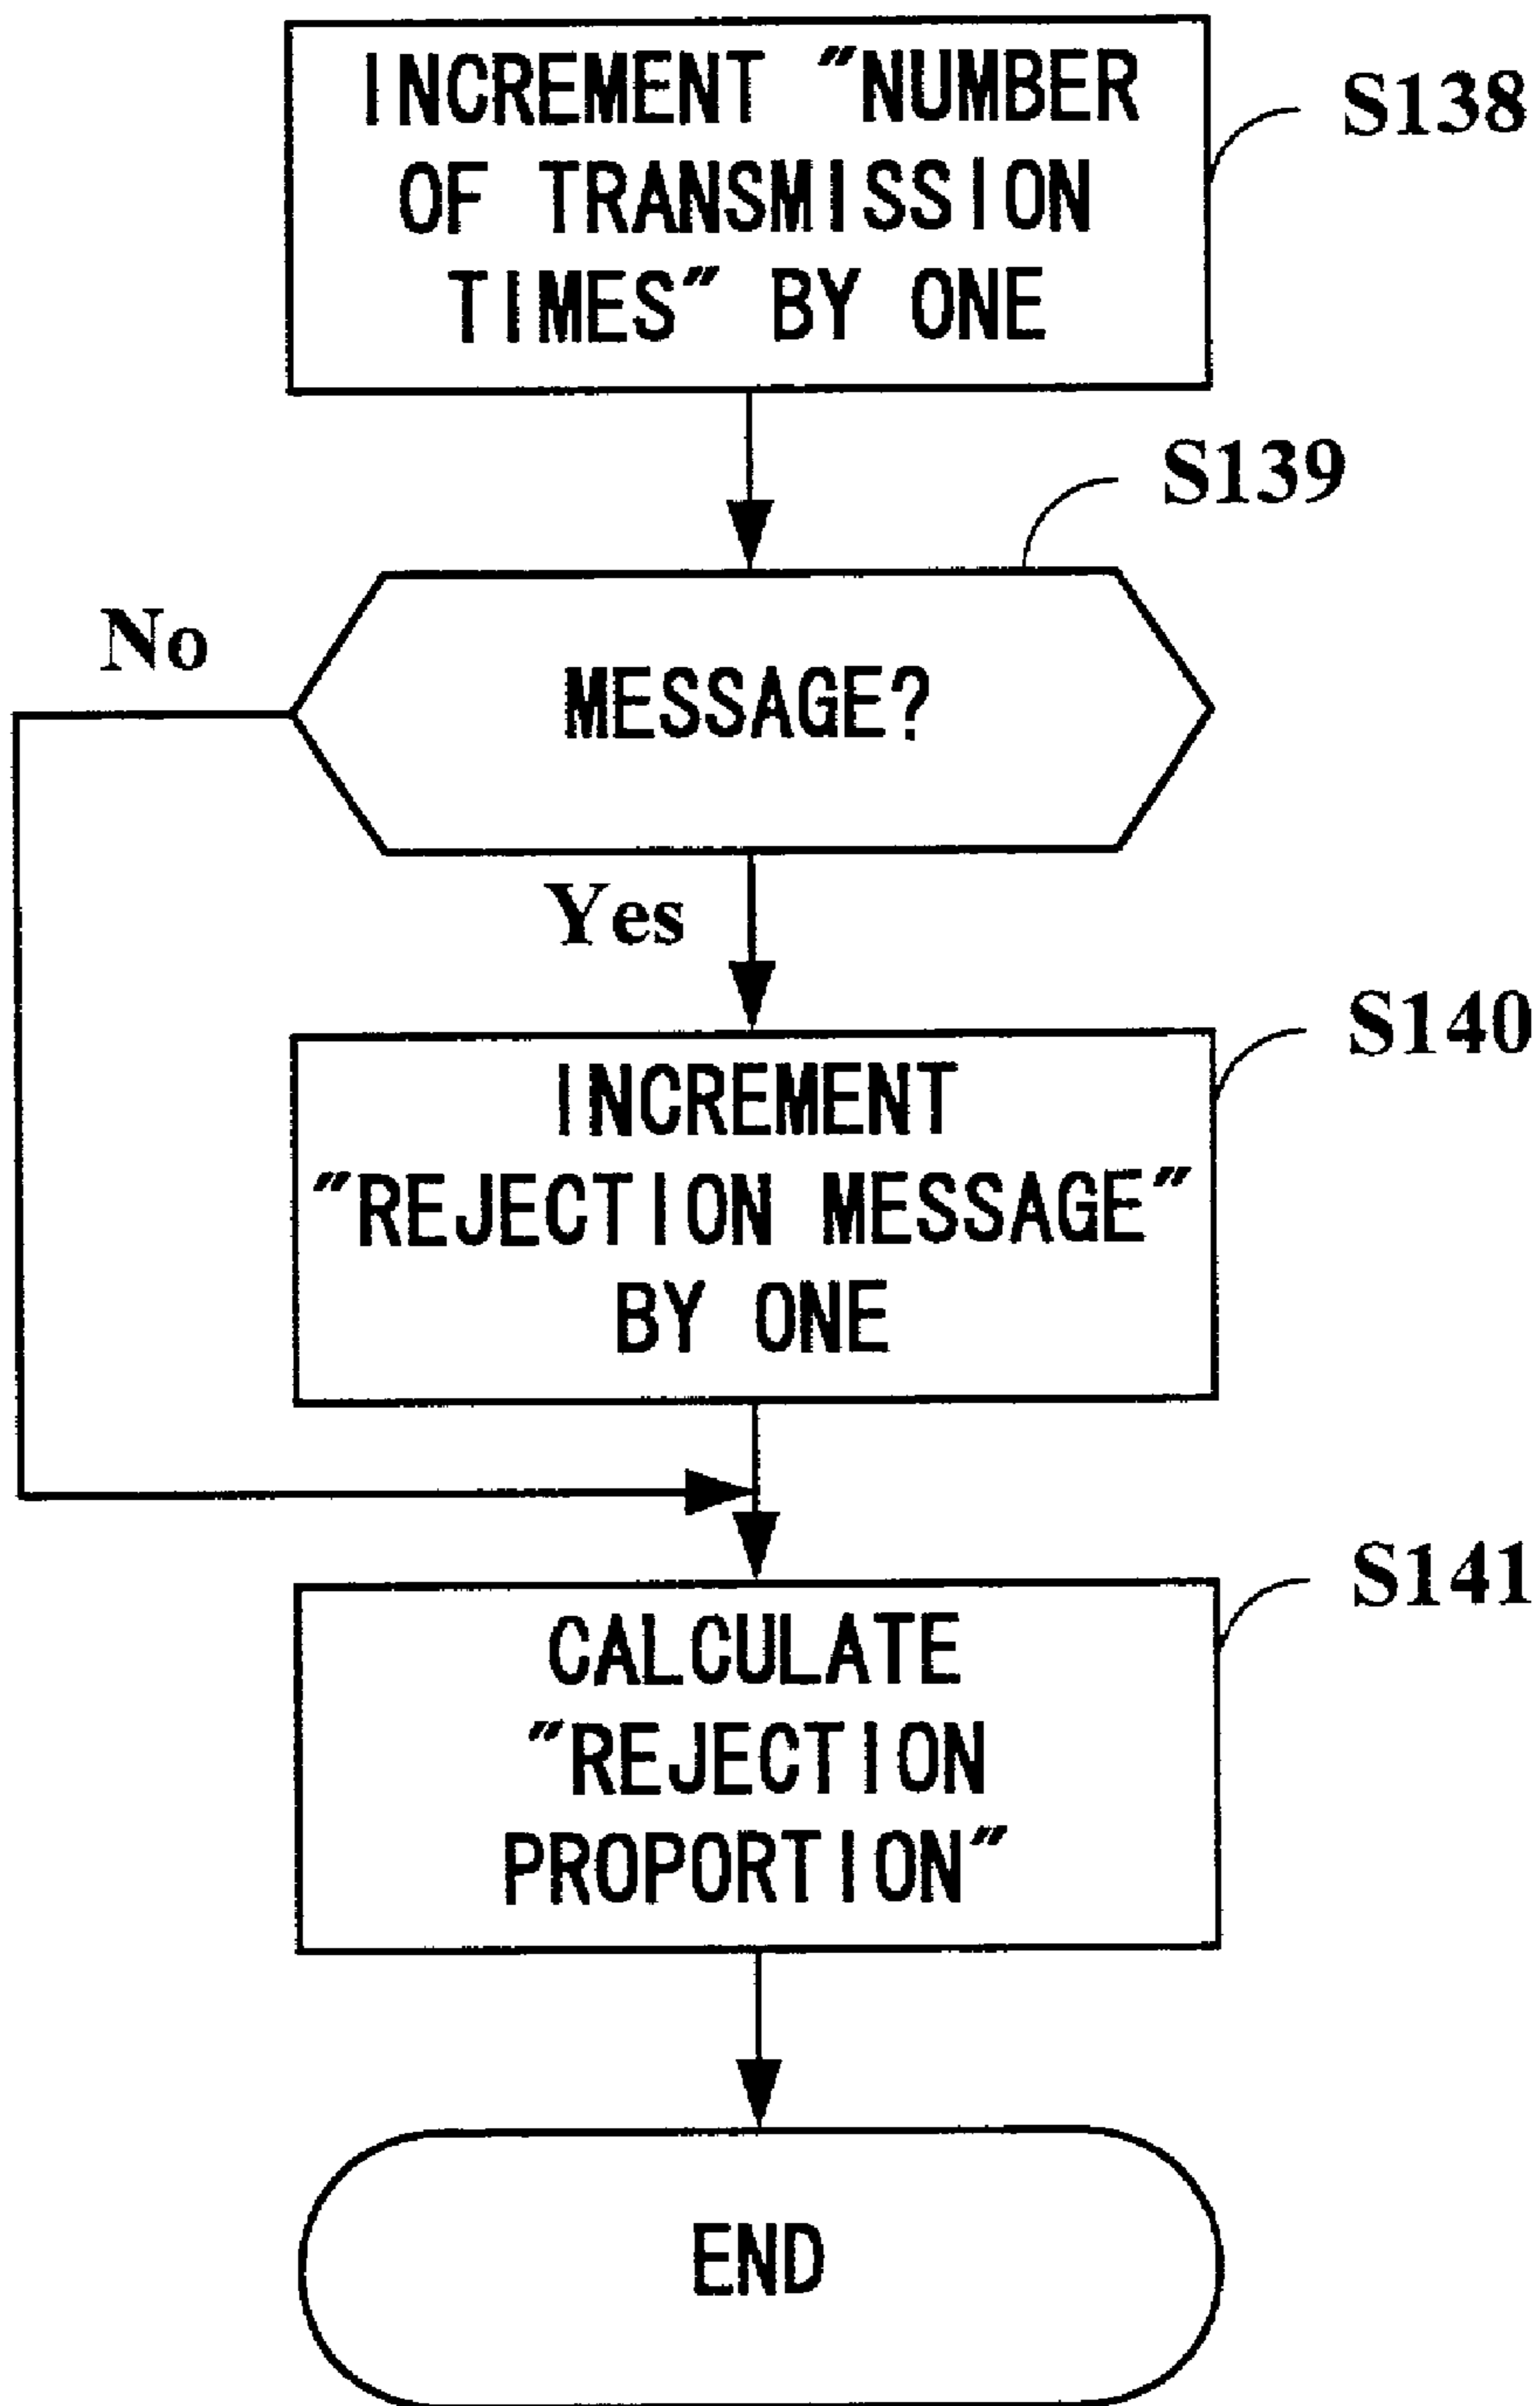 INCREMENT "NUMBER
OF TRANSMISSION
TIMES" BY ONE
S138
S139
No
MESSAGE?
Yes
S140
INCREMENT
"REJECTION MESSAGE"
BY ONE
S141
CALCULATE
"REJECTION
PROPORTION"
END